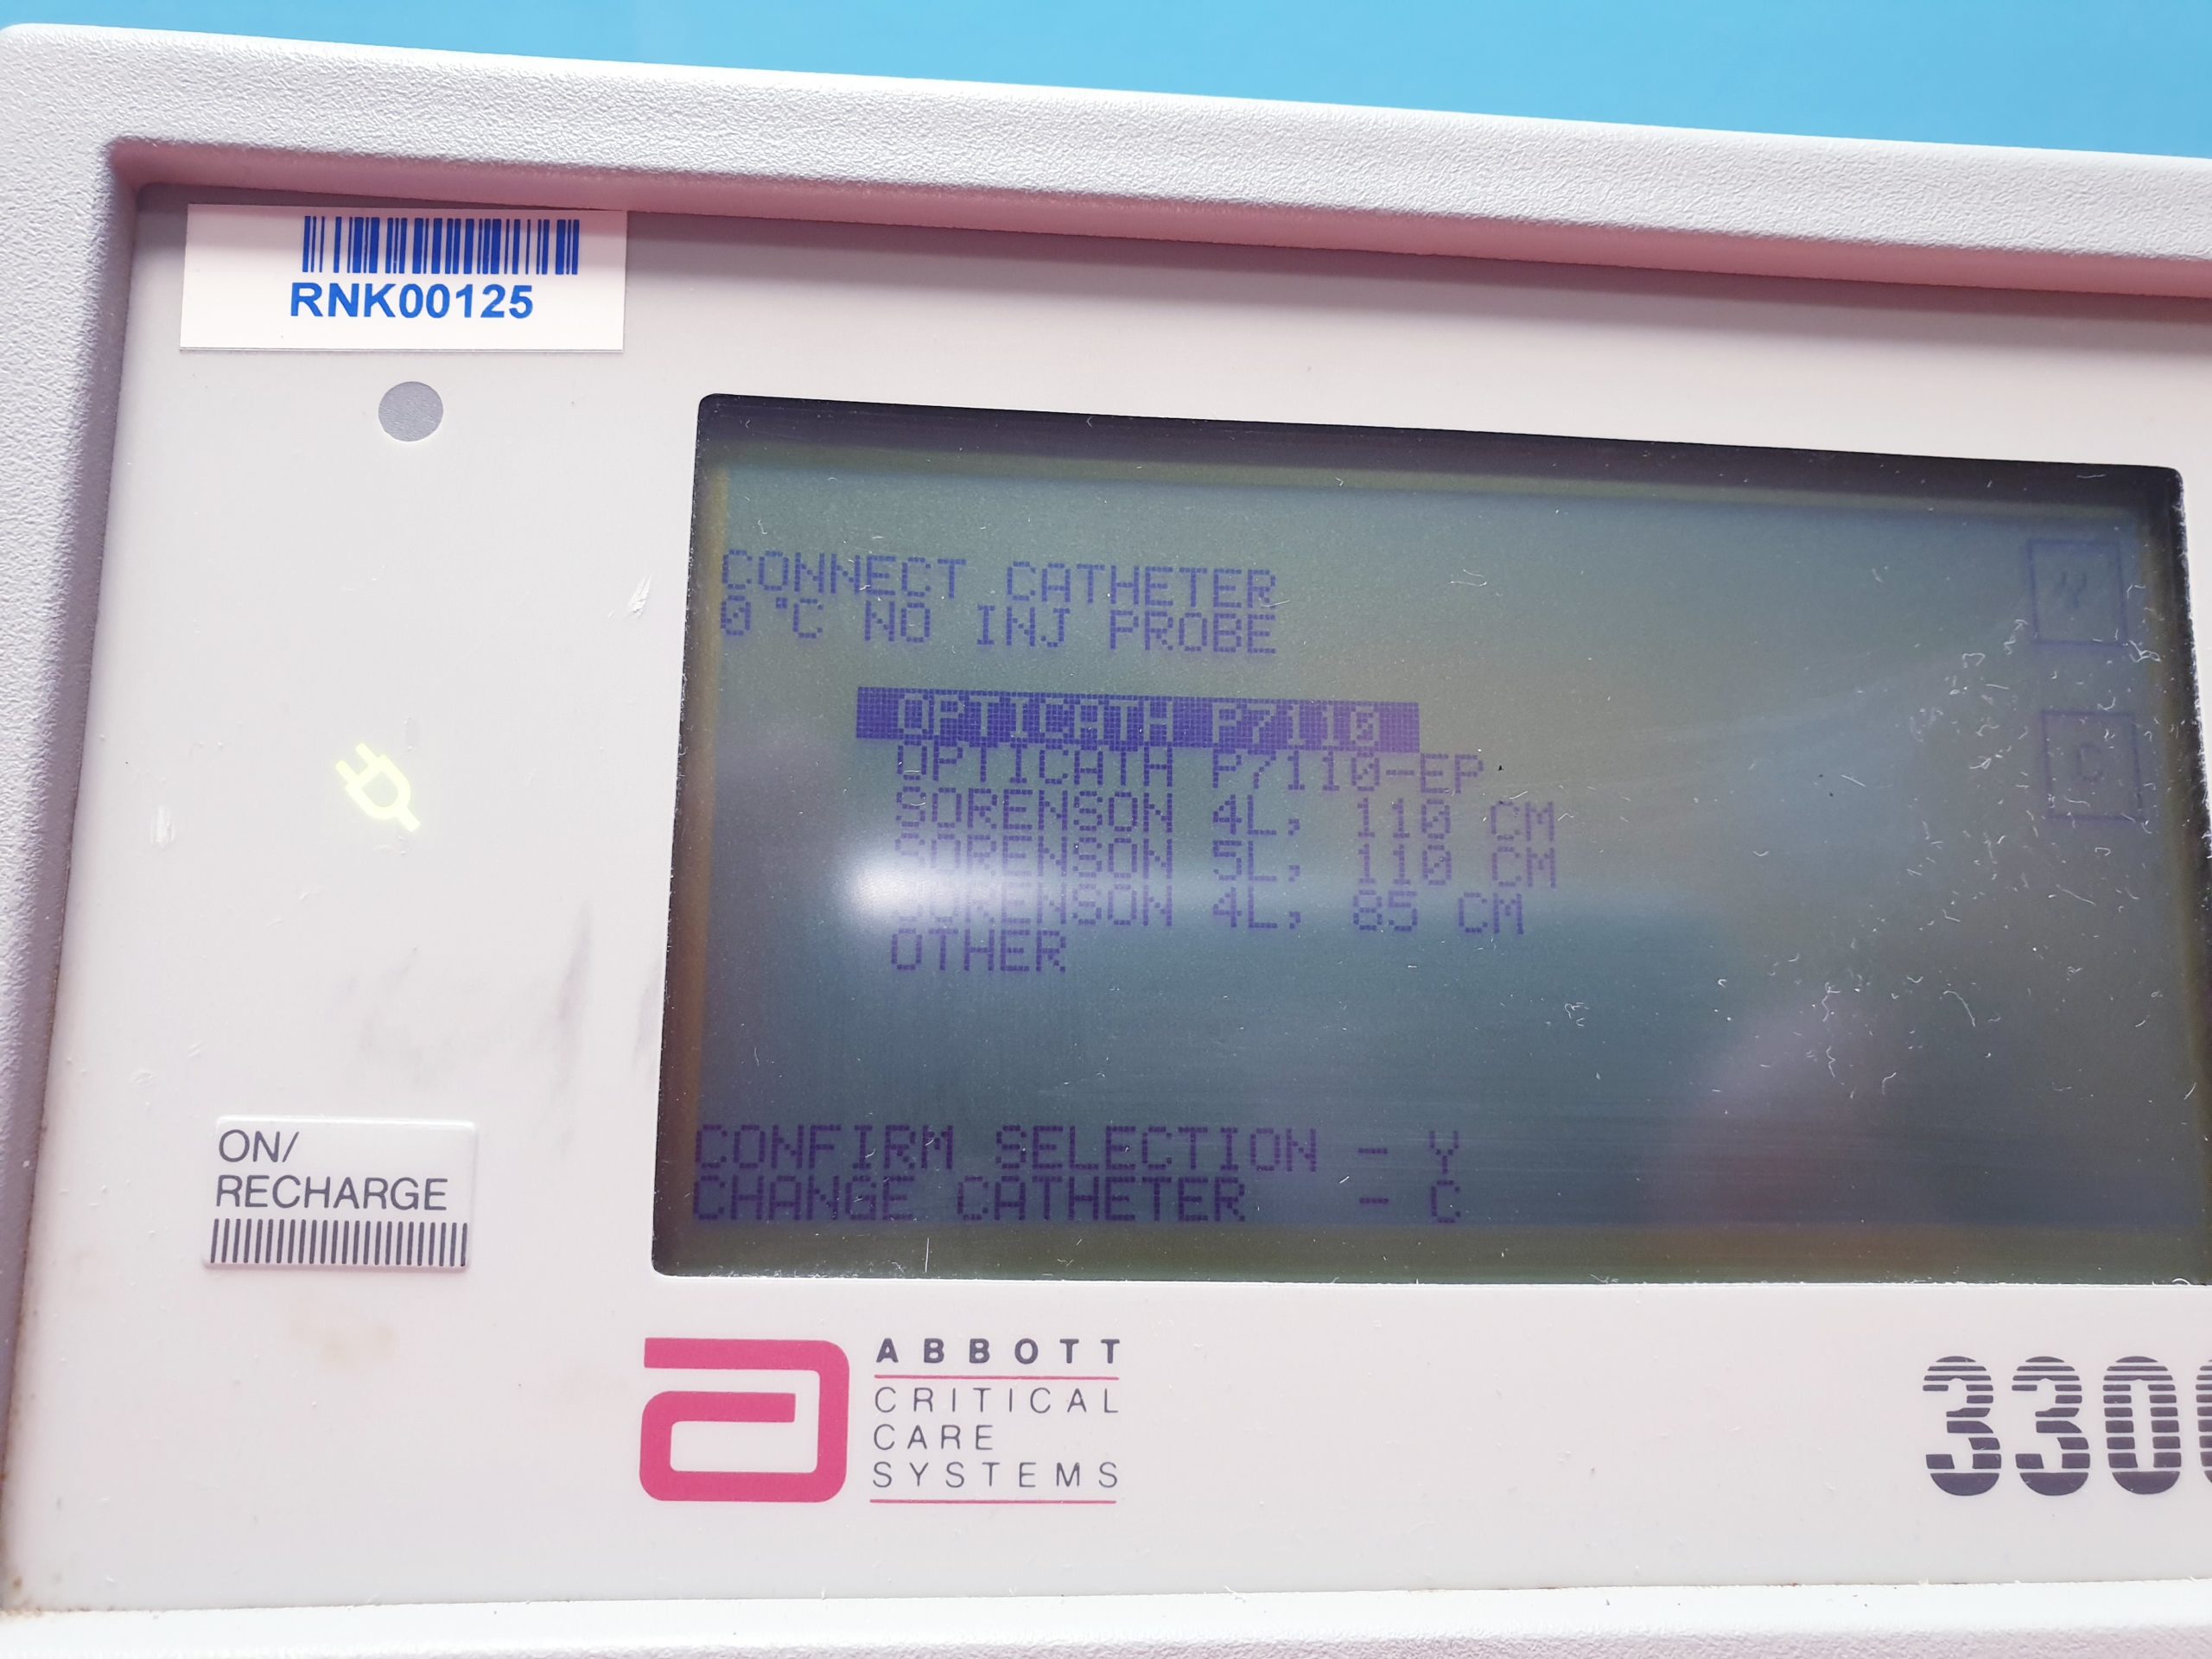 RNK00125
CONNECT CATHETER
0°C NO INJ PROBE
Y
OPTICATH P7110
C
OPTICATH P7110-EP
SORENSON 4L, 110 CM
SORENSON 5L, 110 CM
SORENSON 4L, 85 CM
OTHER
CONFIRM SELECTION - Y
CHANGE CATHETER - C
ON/
RECHARGE
ABBOTT
CRITICAL
CARE
SYSTEMS
330